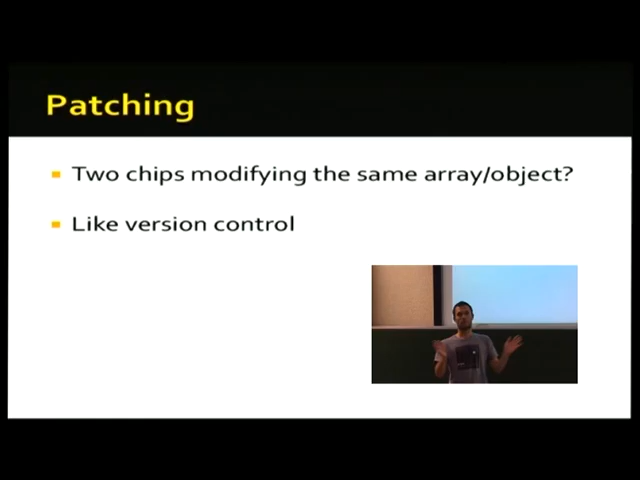 Patching
Two chips modifying the same array/object?
Like version control